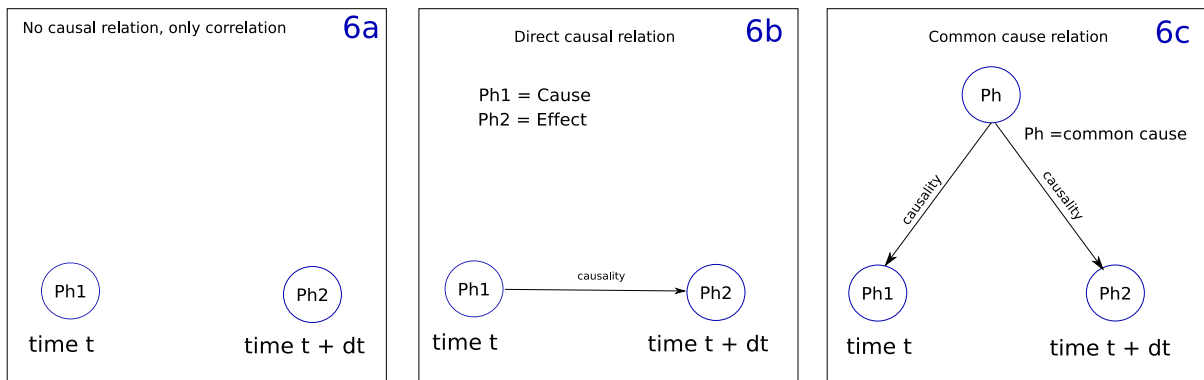 No causal relation, only correlation
6a
Ph1
Ph2
time t
time t + dt
Direct causal relation
6b
Ph1 = Cause
Ph2 = Effect
Ph1
causality
Ph2
time t
time t + dt
Common cause relation
6c
Ph
Ph =common cause
causality
causality
Ph1
Ph2
time t
time t + dt